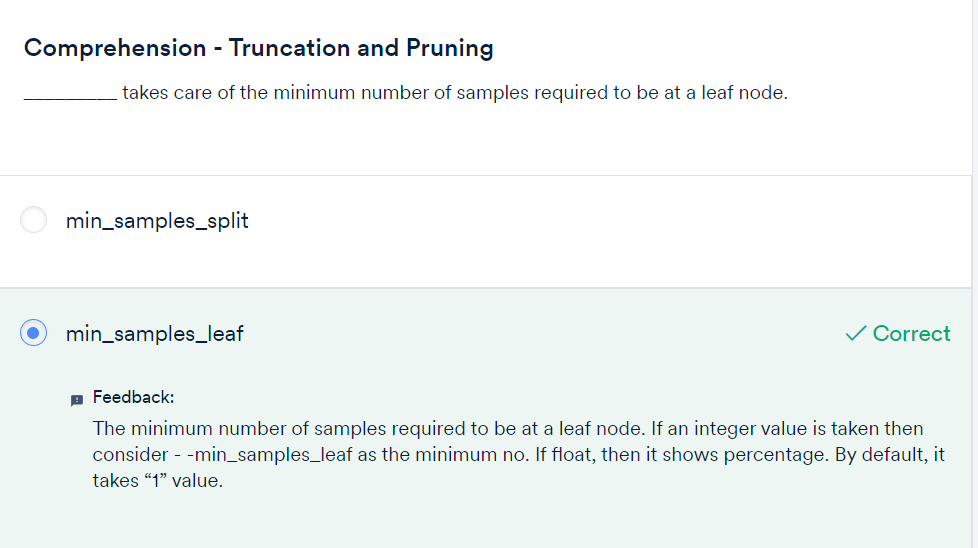 Comprehension - Truncation and Pruning
_________ takes care of the minimum number of samples required to be at a leaf node.
min_samples_split
min_samples_leaf
Correct
Feedback:
The minimum number of samples required to be at a leaf node. If an integer value is taken then
consider - -min_samples_leaf as the minimum no. If float, then it shows percentage. By default, it
takes “1” value.